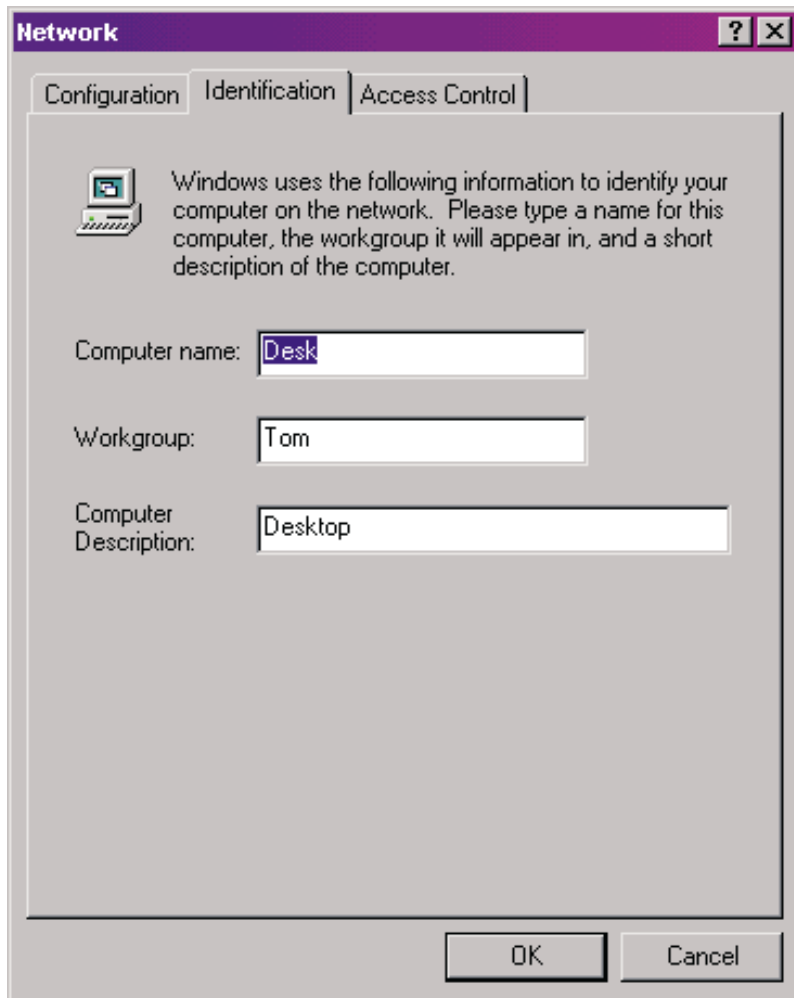 Network
Configuration Identification Access Control
Windows uses the following information to identify your
computer on the network.  Please type a name for this
computer, the workgroup it will appear in, and a short
description of the computer.
Computer name: Desk
Workgroup: Tom
Computer
Description: Desktop
OK Cancel